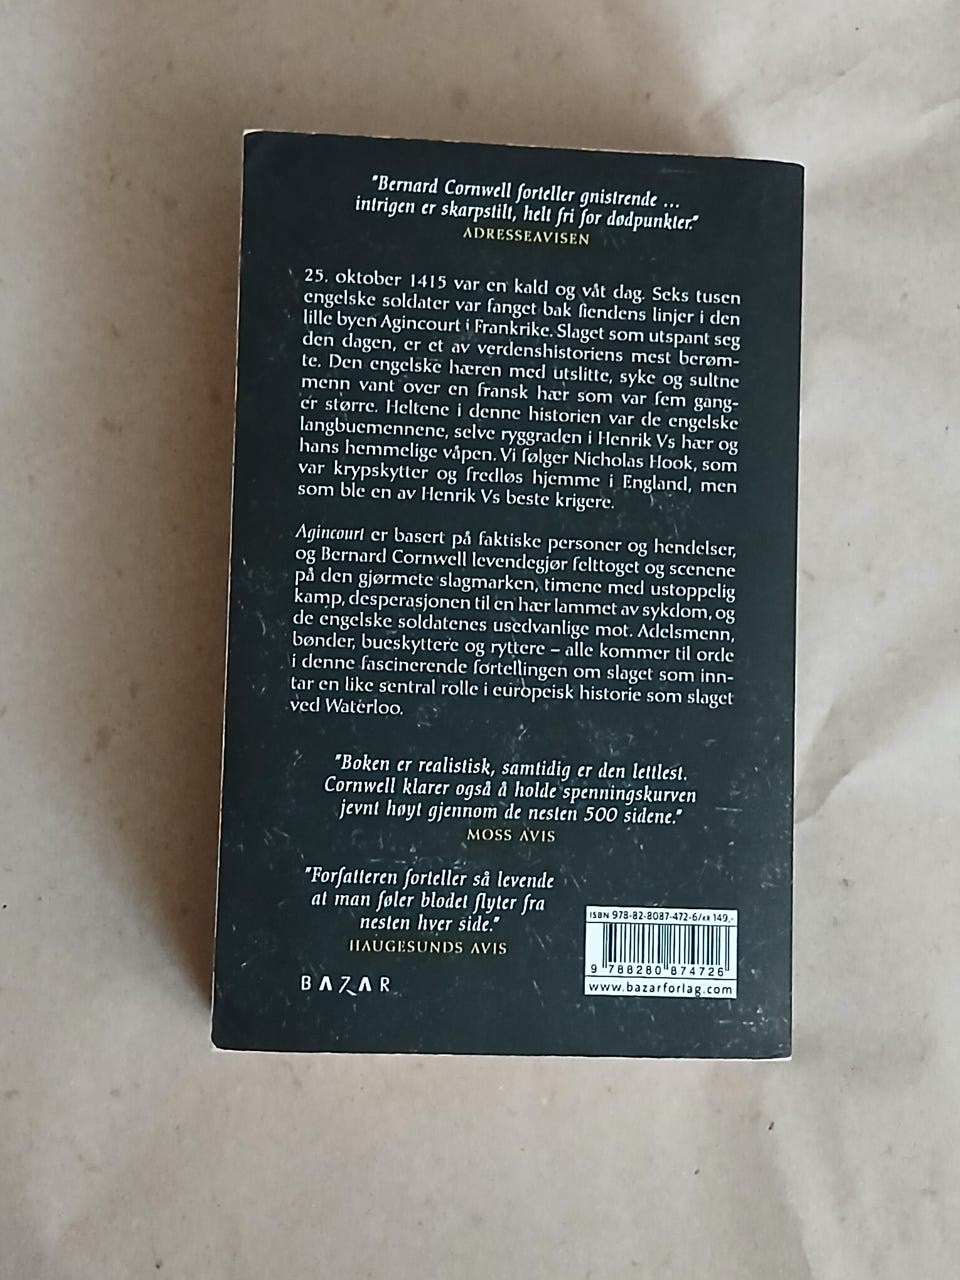 "Bernard Cornwell forteller gnistrende ...
intrigen er skarpstilt, helt fri for dødpunkter."
ADRESSEAVISEN
25. oktober 1415 var en kald og våt dag. Seks tusen
engelske soldater var fanget bak fiendens linjer i den
lille byen Agincourt i Frankrike. Slaget som utspant seg
den dagen, er et av verdenshistoriens mest berøm-
te. Den engelske hæren med utslitte, syke og sultne
menn vant over en fransk hær som var fem gang-
er større. Heltene i denne historien var de engelske
langbuemennene, selve ryggraden i Henrik Vs hær og
hans hemmelige våpen. Vi følger Nicholas Hook, som
var krypskytter og fredløs hjemme i England, men
som ble en av Henrik Vs beste krigere.
Agincourt er basert på faktiske personer og hendelser,
og Bernard Cornwell levendegjør felttoget og scenene
på den gjørmete slagmarken, timene med ustoppelig
kamp, desperasjonen til en hær lammet av sykdom, og
de engelske soldatenes usedvanlige mot. Adelsmenn,
bønder, bueskyttere og ryttere – alle kommer til orde
i denne fascinerende fortellingen om slaget som inn-
tar en like sentral rolle i europeisk historie som slaget
ved Waterloo.
"Boken er realistisk, samtidig er den lettlest.
Cornwell klarer også å holde spenningskurven
jevnt høyt gjennom de nesten 500 sidene."
MOSS AVIS
"Forfatteren forteller så levende
at man føler blodet flyter fra
nesten hver side."
HAUGESUNDS AVIS
BAZAR
ISBN 978-82-8087-472-6/KR 149,-
9 788280 874726
www.bazarforlag.com